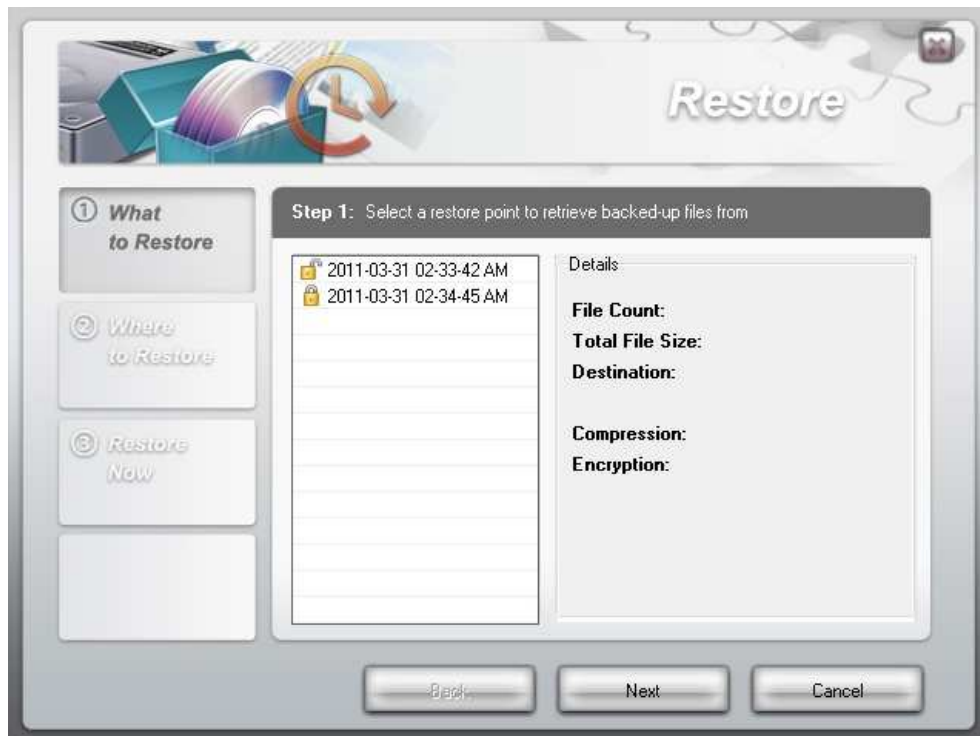 Restore
① What
to Restore
② Where
to Restore
③ Restore
Now
Step 1: Select a restore point to retrieve backed-up files from
2011-03-31 02-33-42 AM
2011-03-31 02-34-45 AM
Details
File Count:
Total File Size:
Destination:
Compression:
Encryption:
Back
Next
Cancel